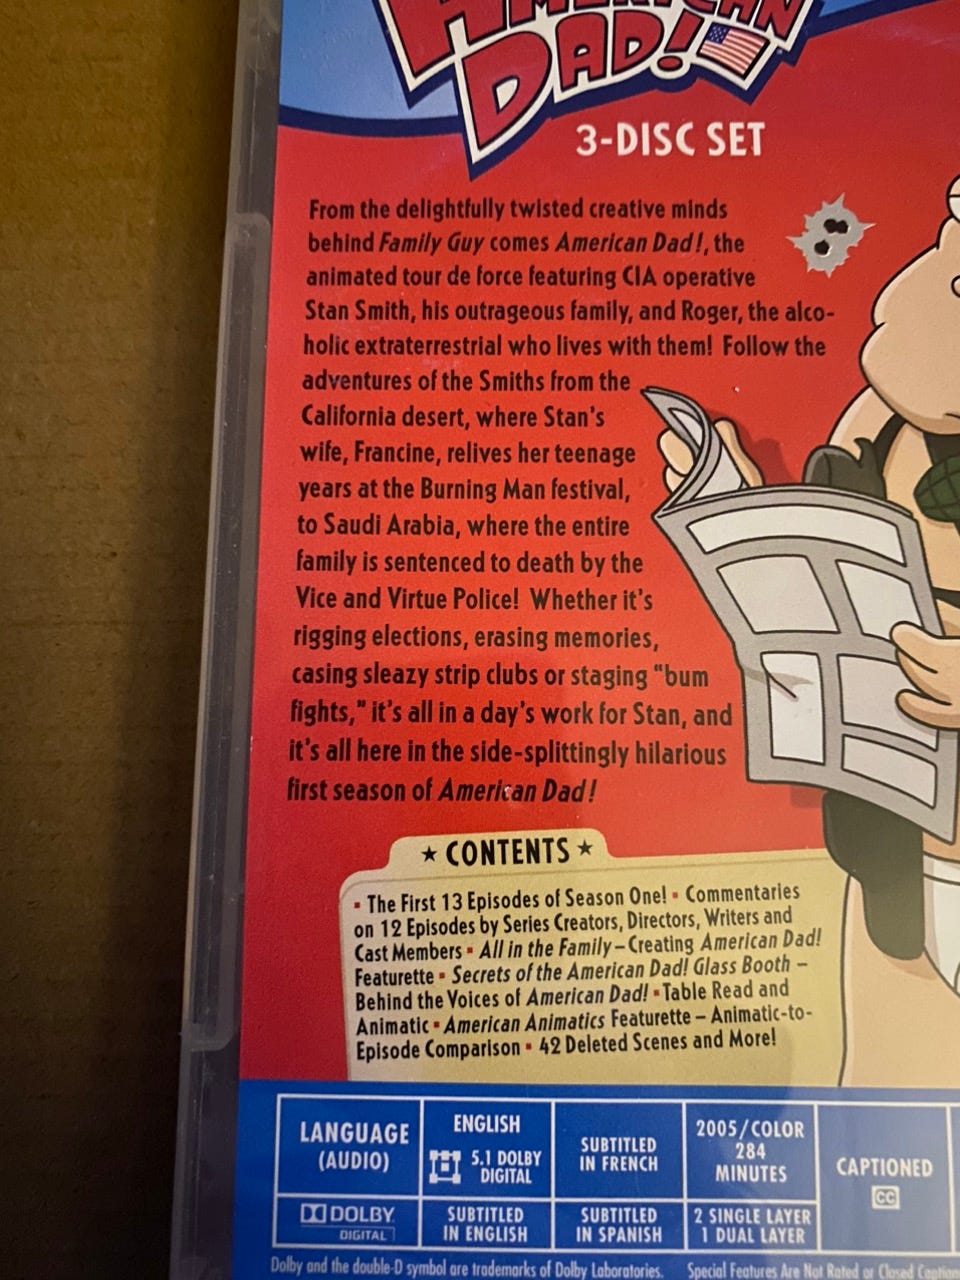 AMERICAN
DAD!
3-DISC SET
From the delightfully twisted creative minds
behind Family Guy comes American Dad!, the
animated tour de force featuring CIA operative
Stan Smith, his outrageous family, and Roger, the alco-
holic extraterrestrial who lives with them! Follow the
adventures of the Smiths from the
California desert, where Stan's
wife, Francine, relives her teenage
years at the Burning Man festival,
to Saudi Arabia, where the entire
family is sentenced to death by the
Vice and Virtue Police! Whether it's
rigging elections, erasing memories,
casing sleazy strip clubs or staging "bum
fights," it's all in a day's work for Stan, and
it's all here in the side-splittingly hilarious
first season of American Dad!
★ CONTENTS ★
▪ The First 13 Episodes of Season One! ▪ Commentaries
on 12 Episodes by Series Creators, Directors, Writers and
Cast Members ▪ All in the Family – Creating American Dad!
Featurette ▪ Secrets of the American Dad! Glass Booth –
Behind the Voices of American Dad! ▪ Table Read and
Animatic ▪ American Animatics Featurette – Animatic-to-
Episode Comparison ▪ 42 Deleted Scenes and More!
LANGUAGE
(AUDIO)
ENGLISH
5.1 DOLBY
DIGITAL
SUBTITLED
IN FRENCH
2005/COLOR
284
MINUTES
CAPTIONED
CC
DOLBY
DIGITAL
SUBTITLED
IN ENGLISH
SUBTITLED
IN SPANISH
2 SINGLE LAYER
1 DUAL LAYER
Dolby and the double-D symbol are trademarks of Dolby Laboratories. Special Features Are Not Rated or Closed Caption